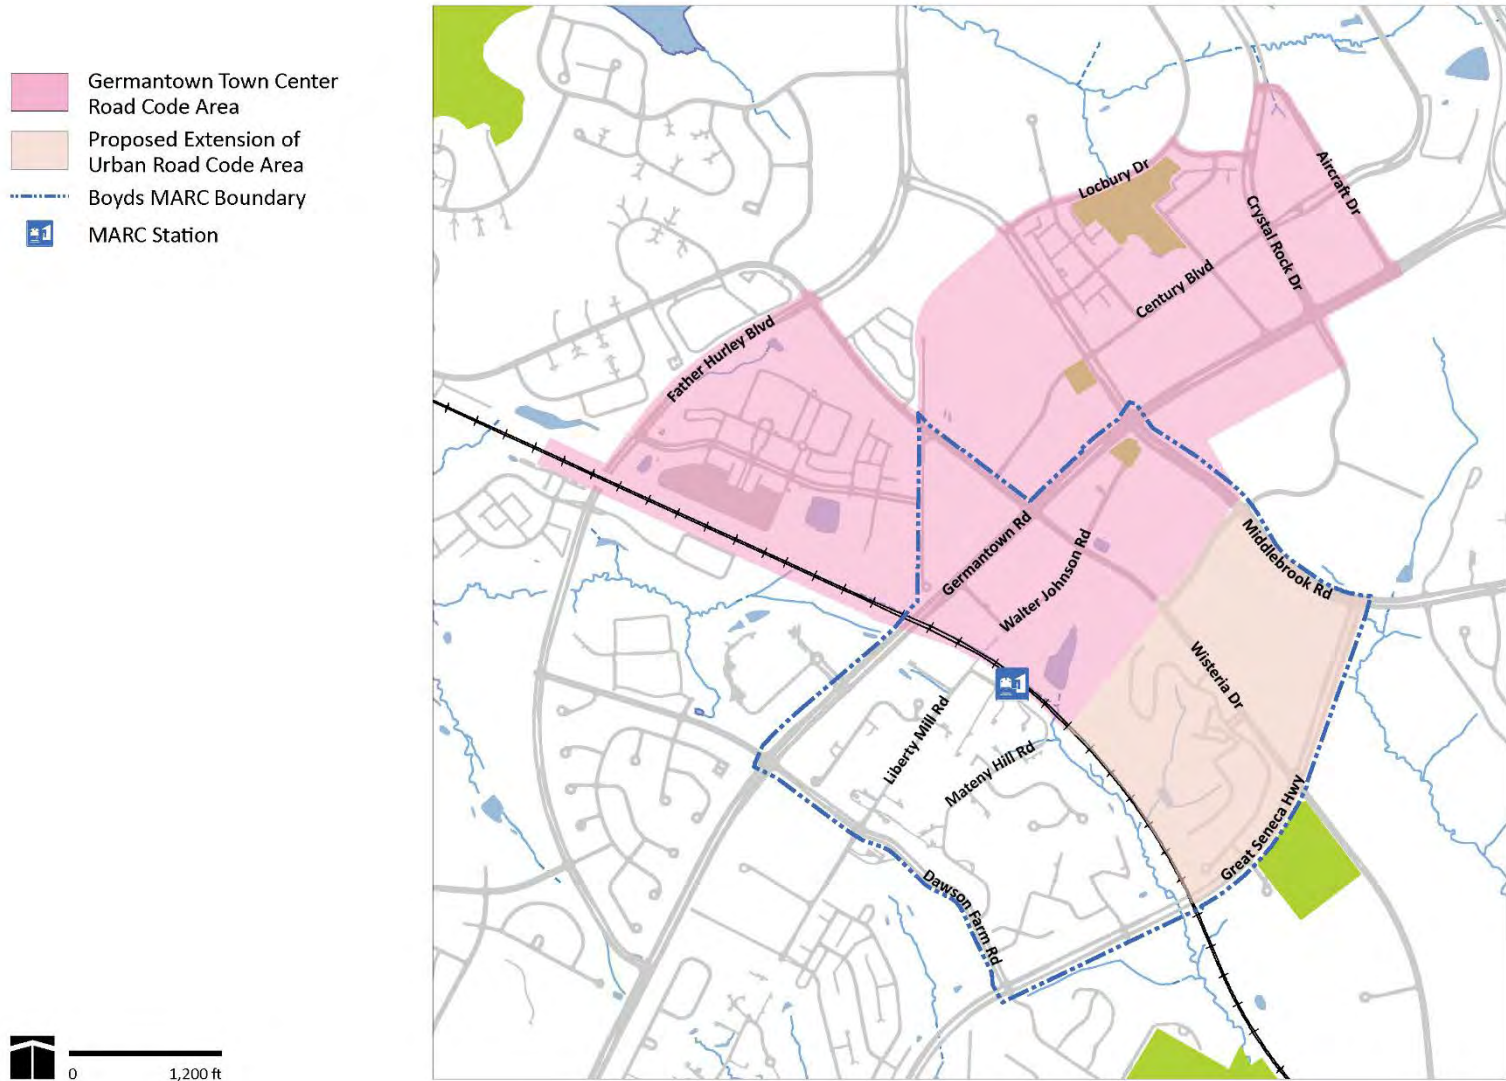 Germantown Town Center
Road Code Area
Proposed Extension of
Urban Road Code Area
Boyds MARC Boundary
MARC Station
Locbury Dr
Aircraft Dr
Crystal Rock Dr
Century Blvd
Father Hurley Blvd
Germantown Rd
Walter Johnson Rd
Middlebrook Rd
Wisteria Dr
Liberty Mill Rd
Mateny Hill Rd
Great Seneca Hwy
Dawson Farm Rd
0 1,200 ft